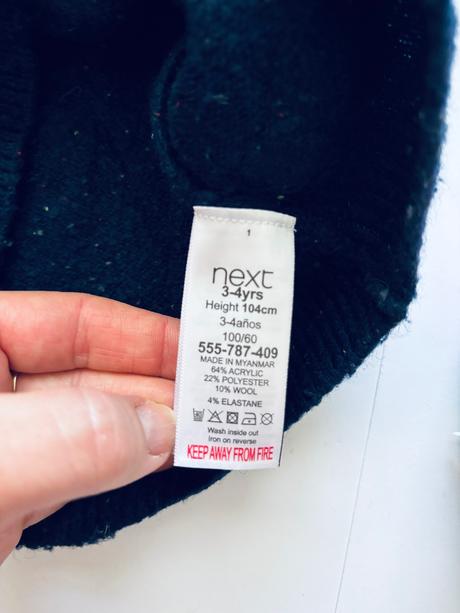 1
next
3-4yrs
Height 104cm
3-4años
100/60
555-787-409
MADE IN MYANMAR
64% ACRYLIC
22% POLYESTER
10% WOOL
4% ELASTANE
Wash inside out
Iron on reverse
KEEP AWAY FROM FIRE